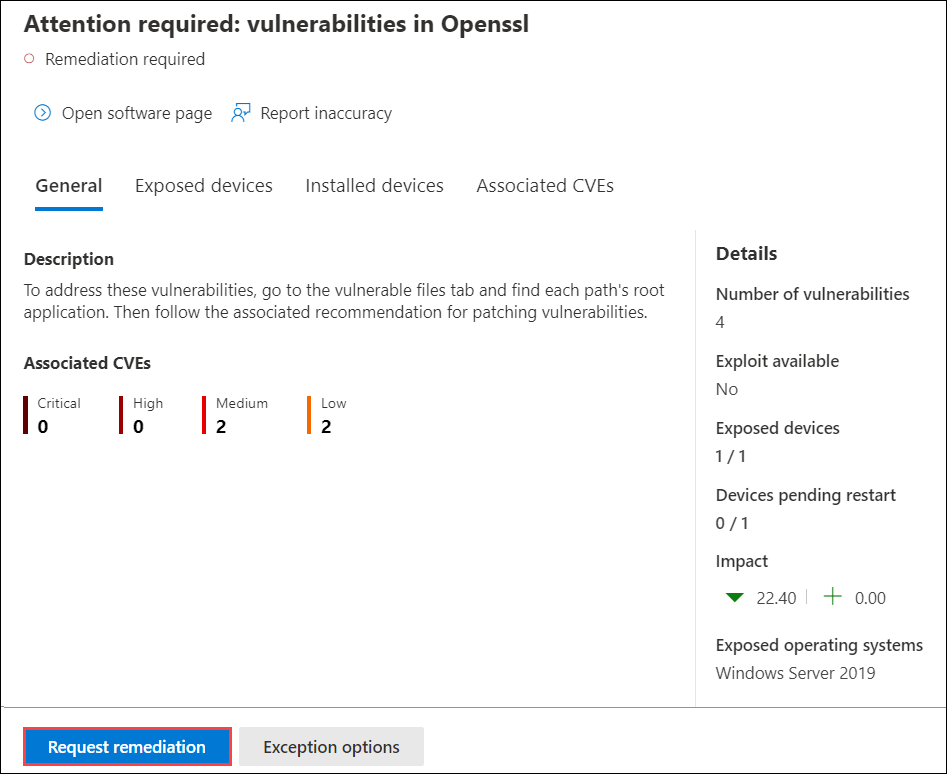 Attention required: vulnerabilities in Openssl
Remediation required
Open software page Report inaccuracy
General Exposed devices Installed devices Associated CVEs
Description
To address these vulnerabilities, go to the vulnerable files tab and find each path's root
application. Then follow the associated recommendation for patching vulnerabilities.
Associated CVEs
Critical High Medium Low
0 0 2 2
Details
Number of vulnerabilities
4
Exploit available
No
Exposed devices
1 / 1
Devices pending restart
0 / 1
Impact
22.40 0.00
Exposed operating systems
Windows Server 2019
Request remediation Exception options